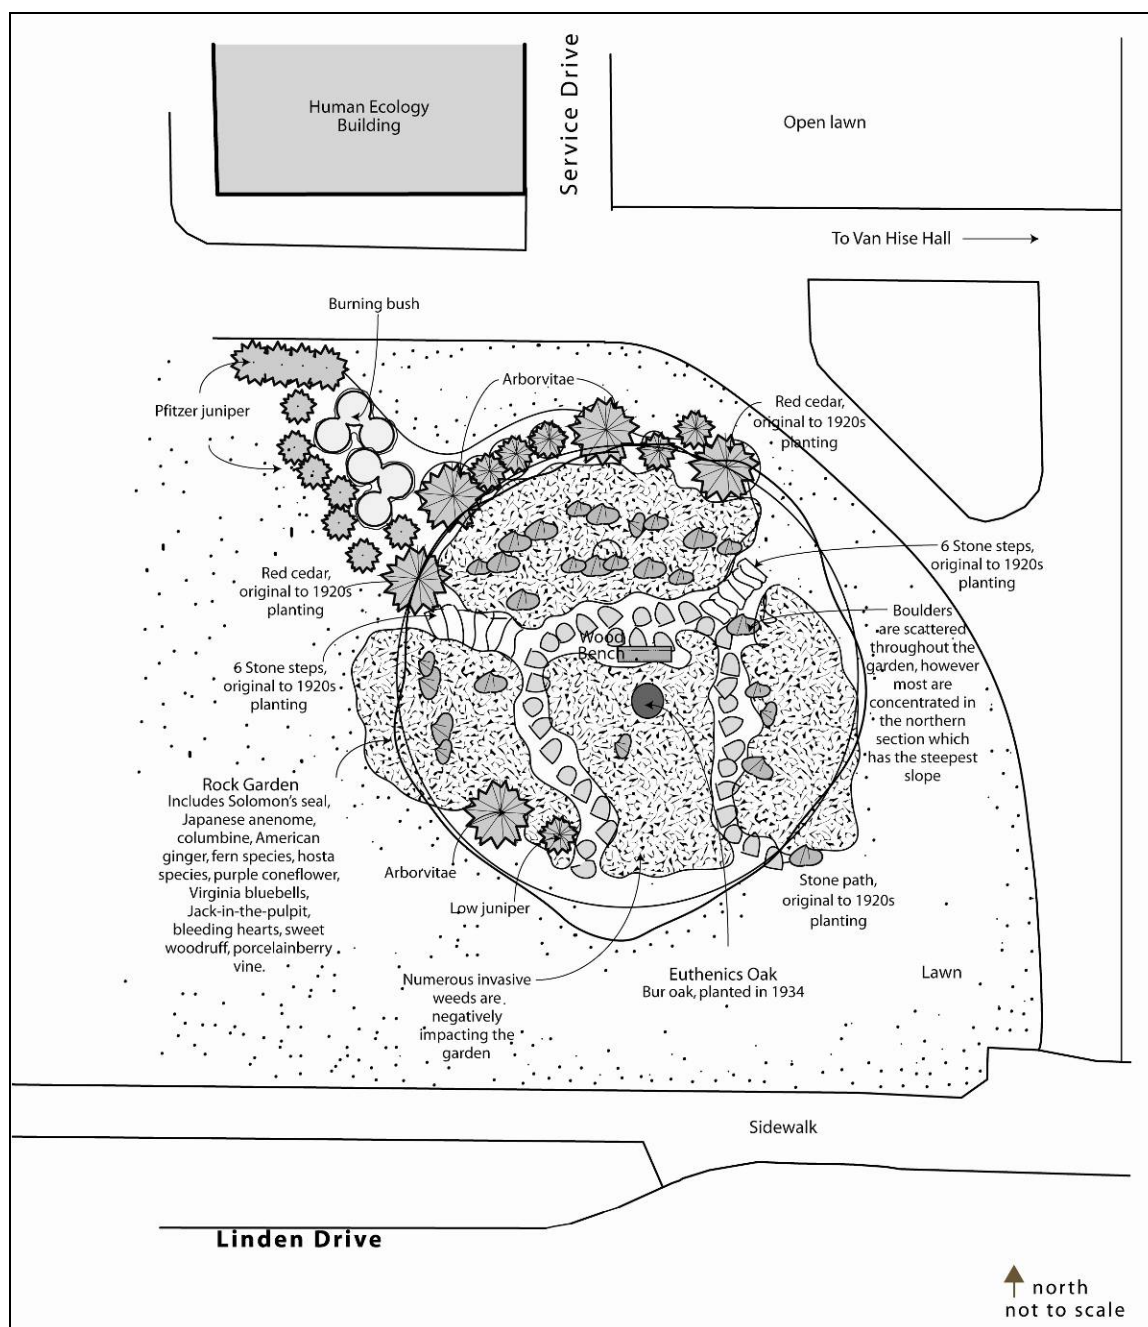 Human Ecology
Building
Service Drive
Open lawn
To Van Hise Hall
Burning bush
Arborvitae
Pfitzer juniper
Red cedar,
original to 1920s
planting
6 Stone steps,
original to 1920s
planting
Red cedar,
original to 1920s
planting
Boulders
are scattered
throughout the
garden, however
most are
concentrated in
the northern
section which
has the steepest
slope
Wood
Bench
6 Stone steps,
original to 1920s
planting
Rock Garden
Includes Solomon's seal,
Japanese anenome,
columbine, American
ginger, fern species, hosta
species, purple coneflower,
Virginia bluebells,
Jack-in-the-pulpit,
bleeding hearts, sweet
woodruff, porcelainberry
vine.
Arborvitae
Low juniper
Stone path,
original to 1920s
planting
Numerous invasive
weeds are
negatively
impacting the
garden
Euthenics Oak
Bur oak, planted in 1934
Lawn
Sidewalk
Linden Drive
north
not to scale